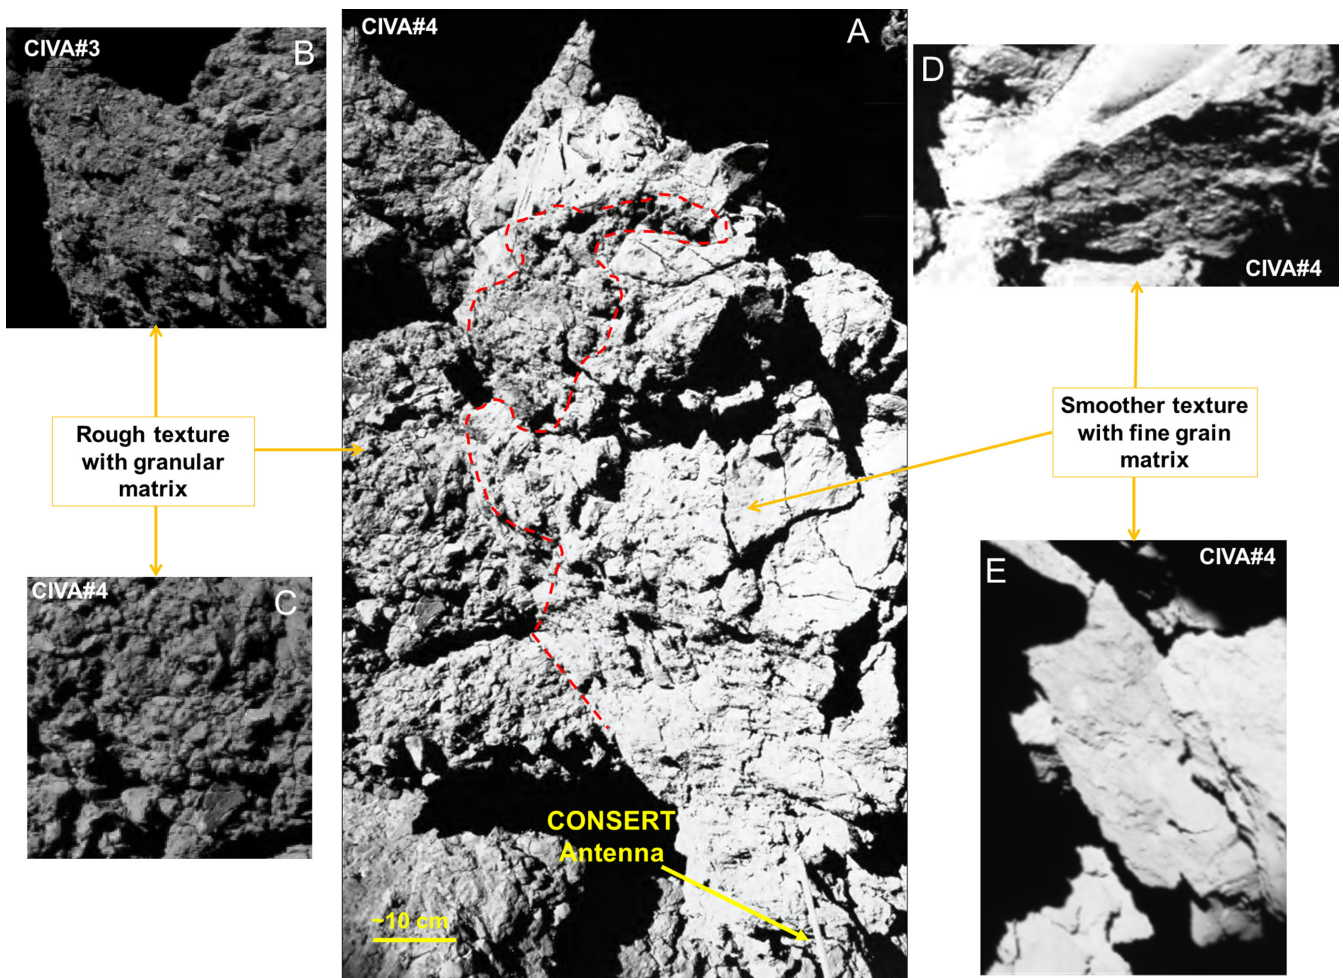 CIVA#3
B
CIVA#4
A
D
CIVA#4
Rough texture
with granular
matrix
Smoother texture
with fine grain
matrix
CIVA#4
C
CONSERT
Antenna
~10 cm
E
CIVA#4